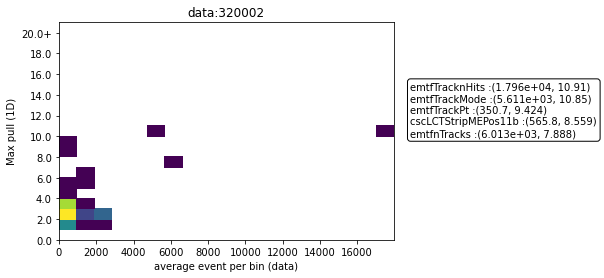 data:320002
20.0+
18.0
16.0
14.0
12.0
10.0
8.0
6.0
4.0
2.0
0.0
Max pull (1D)
0 2000 4000 6000 8000 10000 12000 14000 16000
average event per bin (data)
emtfTracknHits :(1.796e+04, 10.91)
emtfTrackMode :(5.611e+03, 10.85)
emtfTrackPt :(350.7, 9.424)
cscLCTStripMEPos11b :(565.8, 8.559)
emtfnTracks :(6.013e+03, 7.888)